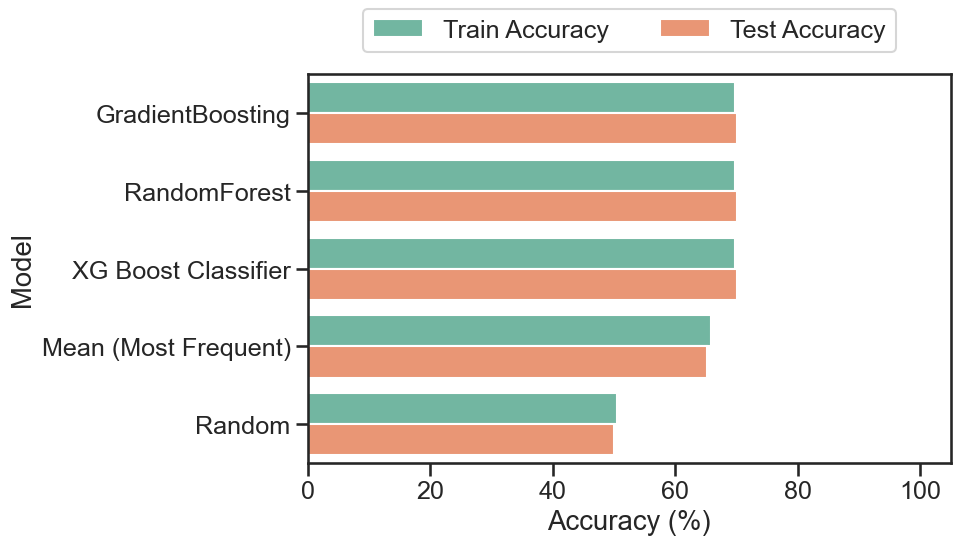 Train Accuracy
Test Accuracy
Model
GradientBoosting
RandomForest
XG Boost Classifier
Mean (Most Frequent)
Random
0 20 40 60 80 100
Accuracy (%)